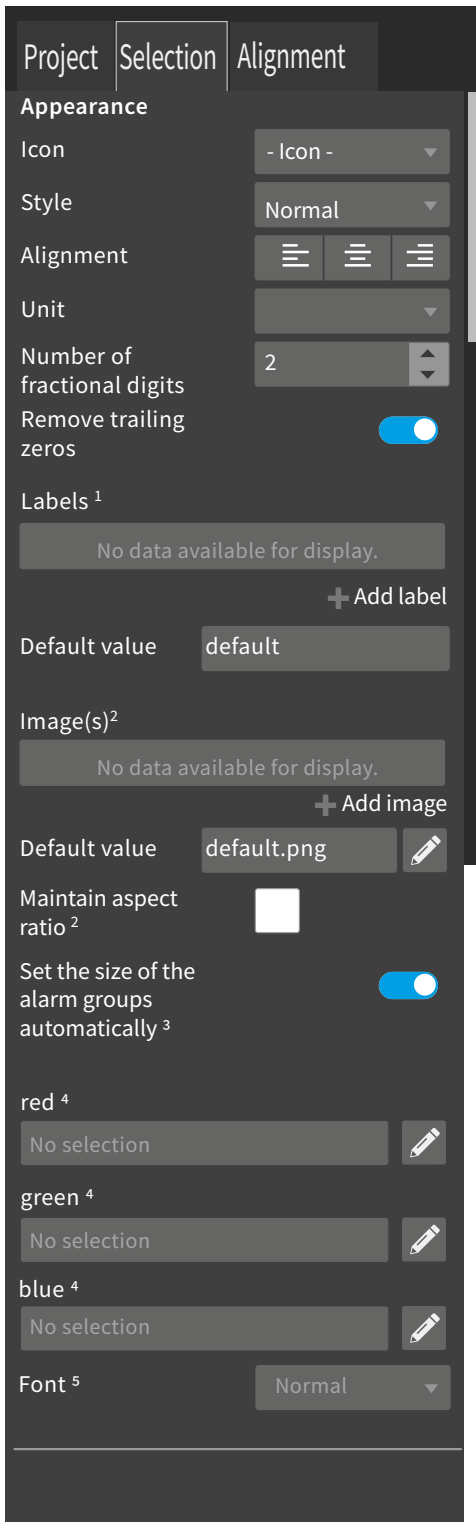 Project Selection Alignment
Appearance
Icon - Icon -
Style Normal
Alignment
Unit
Number of
fractional digits 2
Remove trailing
zeros
Labels ¹
No data available for display.
Add label
Default value default
Image(s)²
No data available for display.
Add image
Default value default.png
Maintain aspect
ratio ²
Set the size of the
alarm groups
automatically ³
red ⁴
No selection
green ⁴
No selection
blue ⁴
No selection
Font ⁵ Normal